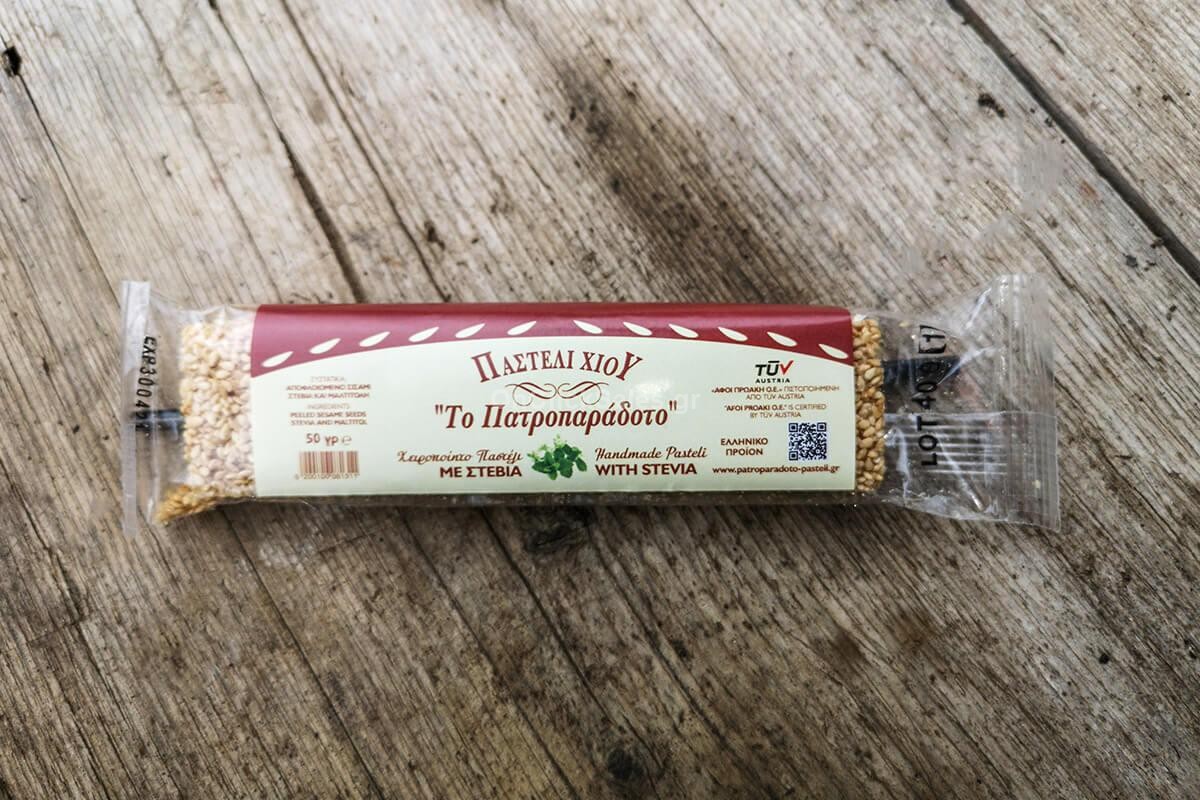 ΠΑΣΤΕΛΙ ΧΙΟΥ
"Το Πατροπαράδοτο"
Χειροποίητο Παστέλι
ΜΕ ΣΤΕΒΙΑ
Handmade Pasteli
WITH STEVIA
ΣΥΣΤΑΤΙΚΑ:
ΑΠΟΦΛΟΙΩΜΕΝΟ ΣΙΣΑΜΙ
ΣΤΕΒΙΑ ΚΑΙ ΜΑΛΤΙΤΟΛΗ
INGREDIENTS:
PEELED SESAME SEEDS
STEVIA AND MALTITOL
50 γρ e
TÜV
AUSTRIA
«ΑΦΟΙ ΠΡΩΑΚΗ Ο.Ε.» ΠΙΣΤΟΠΟΙΗΜΕΝΗ
ΑΠΟ TÜV AUSTRIA
"AFOI PROAKI O.E." IS CERTIFIED
BY TÜV AUSTRIA
ΕΛΛΗΝΙΚΟ
ΠΡΟΪΟΝ
www.patroparadoto-pasteli.gr
LOT 40